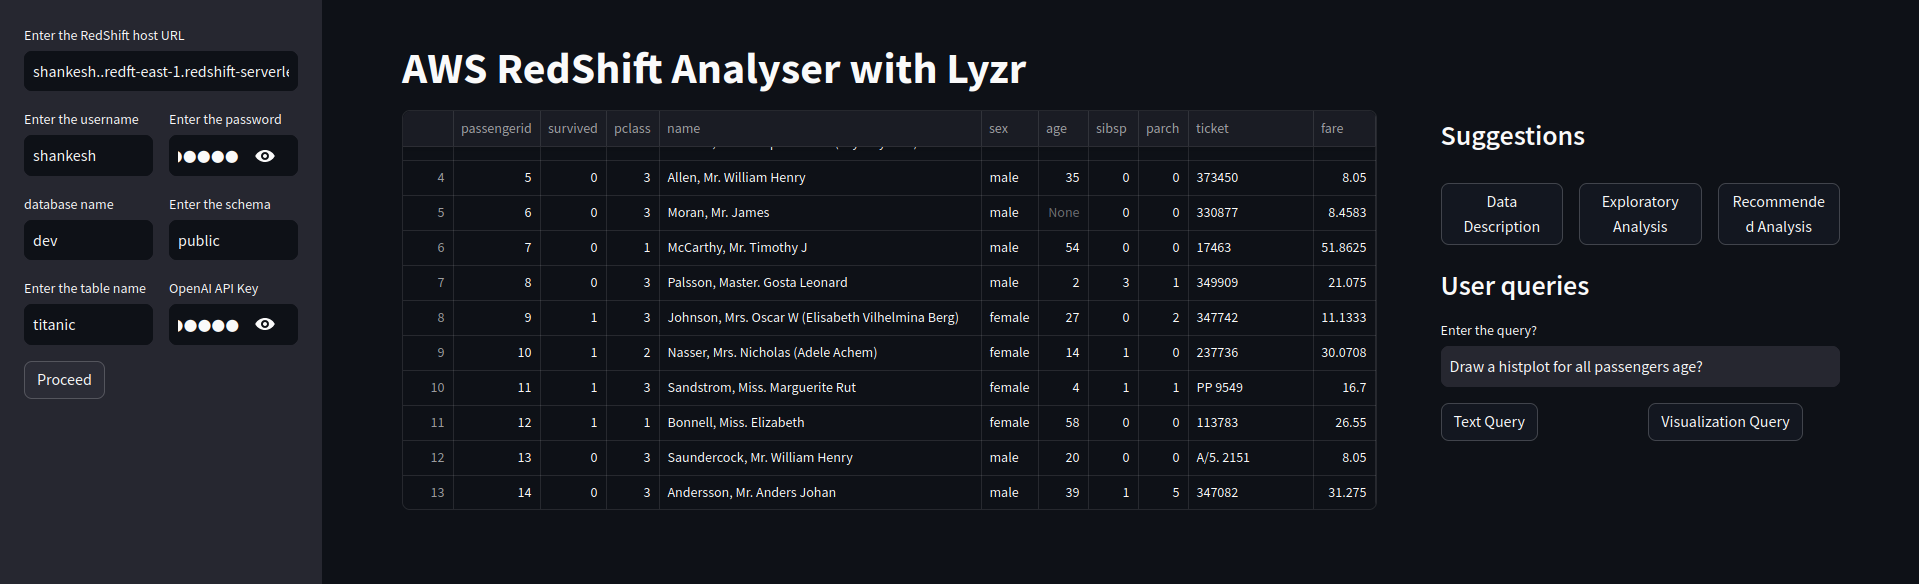 Enter the RedShift host URL
shankesh..redft-east-1.redshift-serverle
Enter the username
Enter the password
shankesh
database name
Enter the schema
dev
public
Enter the table name
OpenAI API Key
titanic
Proceed
AWS RedShift Analyser with Lyzr
passengerid survived pclass name sex age sibsp parch ticket fare
4 5 0 3 Allen, Mr. William Henry male 35 0 0 373450 8.05
5 6 0 3 Moran, Mr. James male None 0 0 330877 8.4583
6 7 0 1 McCarthy, Mr. Timothy J male 54 0 0 17463 51.8625
7 8 0 3 Palsson, Master. Gosta Leonard male 2 3 1 349909 21.075
8 9 1 3 Johnson, Mrs. Oscar W (Elisabeth Vilhelmina Berg) female 27 0 2 347742 11.1333
9 10 1 2 Nasser, Mrs. Nicholas (Adele Achem) female 14 1 0 237736 30.0708
10 11 1 3 Sandstrom, Miss. Marguerite Rut female 4 1 1 PP 9549 16.7
11 12 1 1 Bonnell, Miss. Elizabeth female 58 0 0 113783 26.55
12 13 0 3 Saundercock, Mr. William Henry male 20 0 0 A/5. 2151 8.05
13 14 0 3 Andersson, Mr. Anders Johan male 39 1 5 347082 31.275
Suggestions
Data
Description
Exploratory
Analysis
Recommende
d Analysis
User queries
Enter the query?
Draw a histplot for all passengers age?
Text Query
Visualization Query